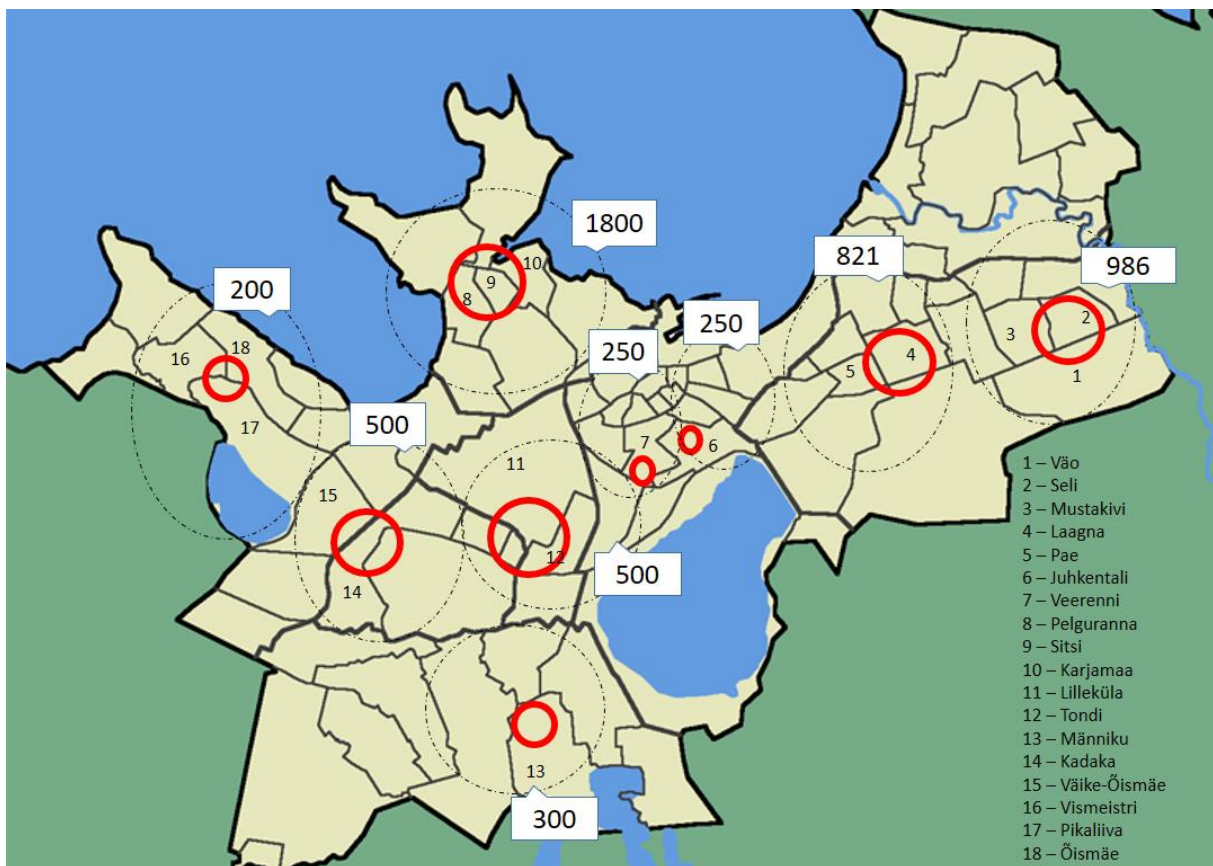 1800
10
821
986
200
9
8
250
18
2
16
250
3
4
5
1
17
500
7
6
11
15
12
500
14
13
300
1 – Väo
2 – Seli
3 – Mustakivi
4 – Laagna
5 – Pae
6 – Juhkentali
7 – Veerenni
8 – Pelguranna
9 – Sitsi
10 – Karjamaa
11 – Lilleküla
12 – Tondi
13 – Männiku
14 – Kadaka
15 – Väike-Õismäe
16 – Vismeistri
17 – Pikaliiva
18 – Õismäe